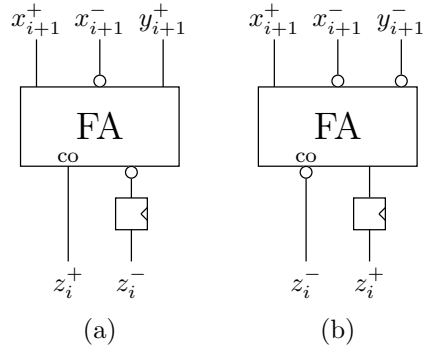 x_{i+1}^+ x_{i+1}^- y_{i+1}^+ x_{i+1}^+ x_{i+1}^- y_{i+1}^-
FA FA
co co
z_i^+ z_i^- z_i^- z_i^+
(a) (b)